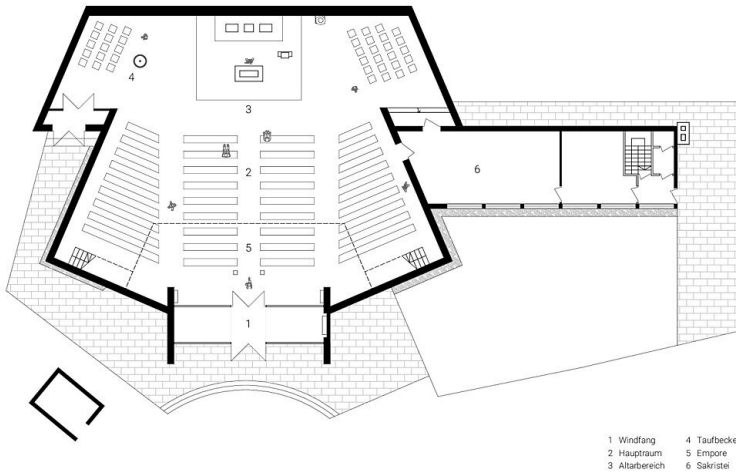 4
3
2
6
5
1
1 Windfang
2 Hauptraum
3 Altarbereich
4 Taufbecke
5 Empore
6 Sakristei